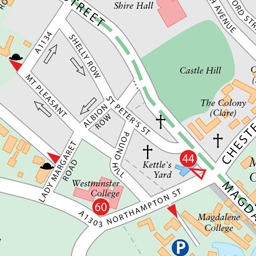 STREET
Shire Hall
AVENUE
A1134
SHELLY ROW
Castle Hill
MT PLEASANT
ALBION
ROW
ST PETER'S ST
The Colony
(Clare)
POUND HILL
CHESTE
44
Kettle's
Yard
LADY MARGARET
ROAD
Westminster
College
60
MAGDA
A1303 NORTHAMPTON ST
Magdalene
College
P